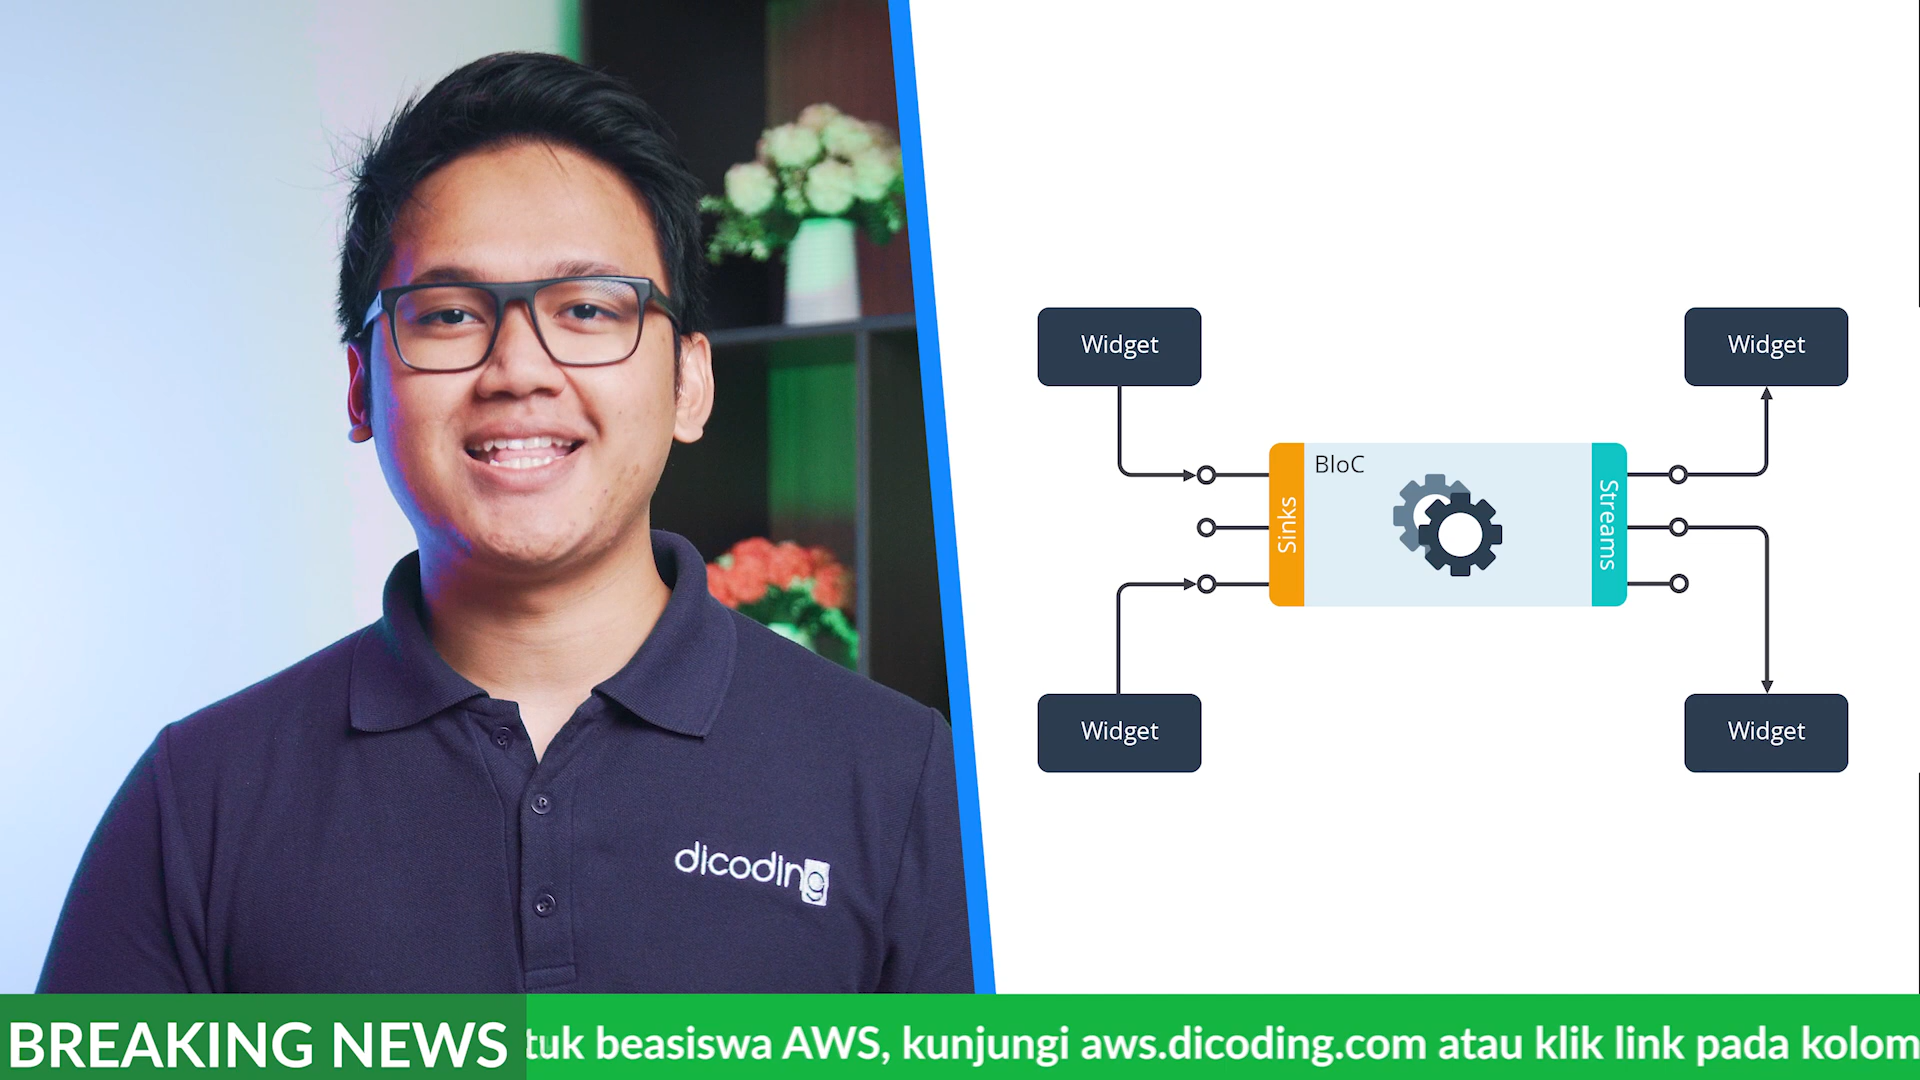 dicoding
Widget
Widget
BloC
Sinks
Streams
Widget
Widget
BREAKING NEWS
tuk beasiswa AWS, kunjungi aws.dicoding.com atau klik link pada kolom